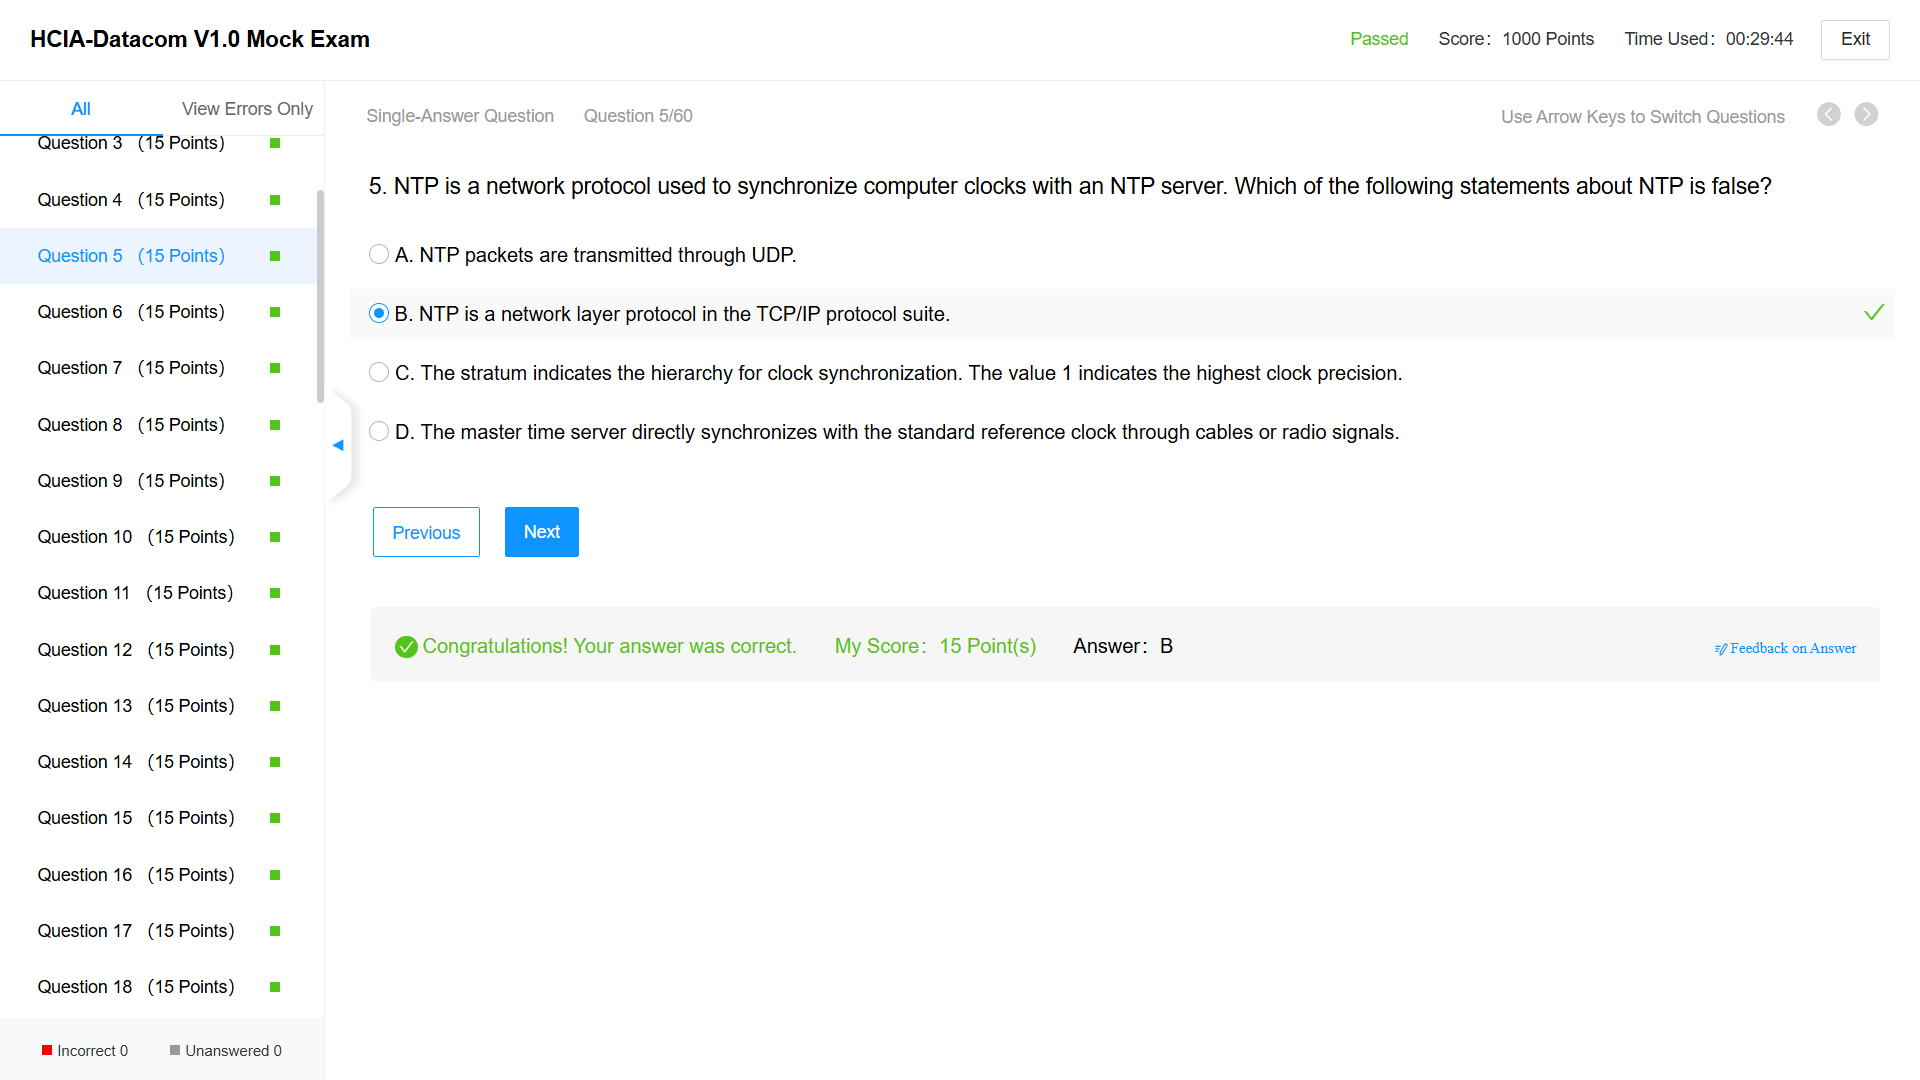 HCIA-Datacom V1.0 Mock Exam
Passed Score: 1000 Points Time Used: 00:29:44 Exit
All View Errors Only
Question 3 (15 Points)
Question 4 (15 Points)
Question 5 (15 Points)
Question 6 (15 Points)
Question 7 (15 Points)
Question 8 (15 Points)
Question 9 (15 Points)
Question 10 (15 Points)
Question 11 (15 Points)
Question 12 (15 Points)
Question 13 (15 Points)
Question 14 (15 Points)
Question 15 (15 Points)
Question 16 (15 Points)
Question 17 (15 Points)
Question 18 (15 Points)
Incorrect 0 Unanswered 0
Single-Answer Question Question 5/60 Use Arrow Keys to Switch Questions
5. NTP is a network protocol used to synchronize computer clocks with an NTP server. Which of the following statements about NTP is false?
A. NTP packets are transmitted through UDP.
B. NTP is a network layer protocol in the TCP/IP protocol suite.
C. The stratum indicates the hierarchy for clock synchronization. The value 1 indicates the highest clock precision.
D. The master time server directly synchronizes with the standard reference clock through cables or radio signals.
Previous Next
Congratulations! Your answer was correct. My Score: 15 Point(s) Answer: B Feedback on Answer